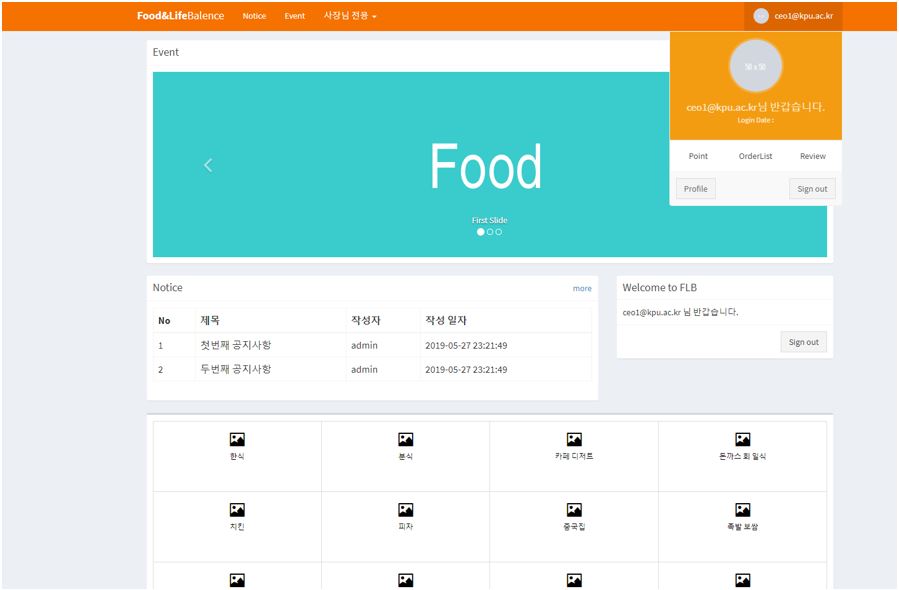 Food&LifeBalence Notice Event 사장님 전용 ceo1@kpu.ac.kr
50 x 50
ceo1@kpu.ac.kr님 반갑습니다.
Login Date :
Point OrderList Review
Profile Sign out
Event
Food
First Slide
Notice more
No 제목 작성자 작성 일자
1 첫번째 공지사항 admin 2019-05-27 23:21:49
2 두번째 공지사항 admin 2019-05-27 23:21:49
Welcome to FLB
ceo1@kpu.ac.kr 님 반갑습니다.
Sign out
한식 분식 카페 디저트 돈까스 회 일식
치킨 피자 중국집 족발 보쌈